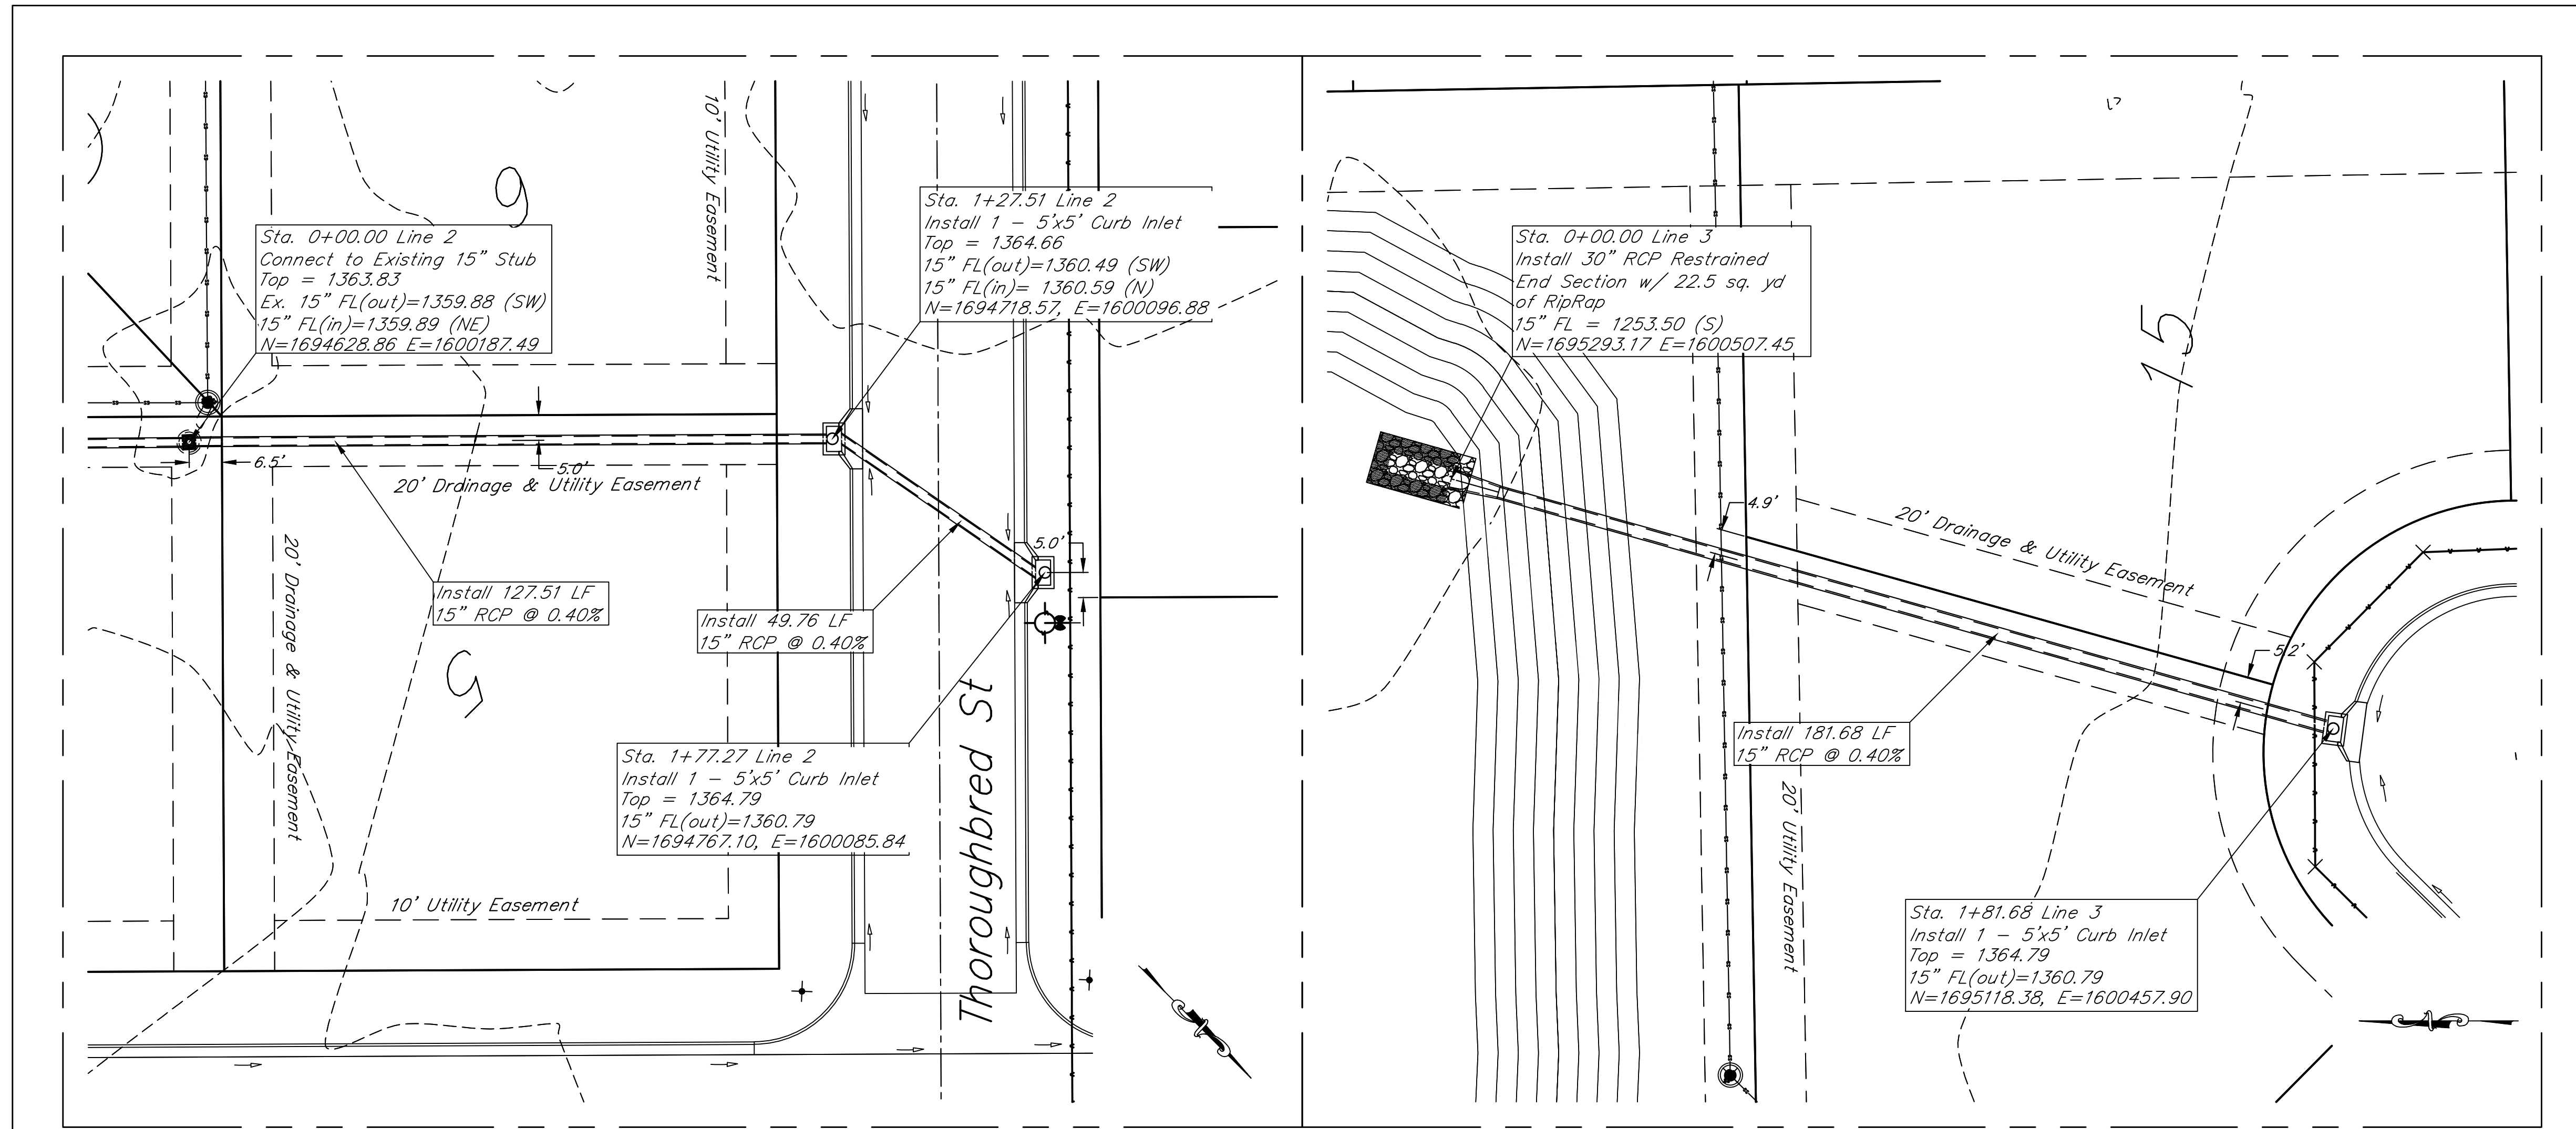 6
10' Utility Easement
Sta. 0+00.00 Line 2
Connect to Existing 15" Stub
Top = 1363.83
Ex. 15" FL(out)=1359.88 (SW)
15" FL(in)=1359.89 (NE)
N=1694628.86 E=1600187.49
Sta. 1+27.51 Line 2
Install 1 - 5'x5' Curb Inlet
Top = 1364.66
15" FL(out)=1360.49 (SW)
15" FL(in)= 1360.59 (N)
N=1694718.57, E=1600096.88
6.5'
5.0'
20' Drainage & Utility Easement
20' Drainage & Utility Easement
Install 127.51 LF
15" RCP @ 0.40%
5
Install 49.76 LF
15" RCP @ 0.40%
5.0'
Sta. 1+77.27 Line 2
Install 1 - 5'x5' Curb Inlet
Top = 1364.79
15" FL(out)=1360.79
N=1694767.10, E=1600085.84
Thoroughbred St
10' Utility Easement
Sta. 0+00.00 Line 3
Install 30" RCP Restrained
End Section w/ 22.5 sq. yd
of RipRap
15" FL = 1253.50 (S)
N=1695293.17 E=1600507.45
15
4.9'
20' Drainage & Utility Easement
5.2'
Install 181.68 LF
15" RCP @ 0.40%
20' Utility Easement
Sta. 1+81.68 Line 3
Install 1 - 5'x5' Curb Inlet
Top = 1364.79
15" FL(out)=1360.79
N=1695118.38, E=1600457.90